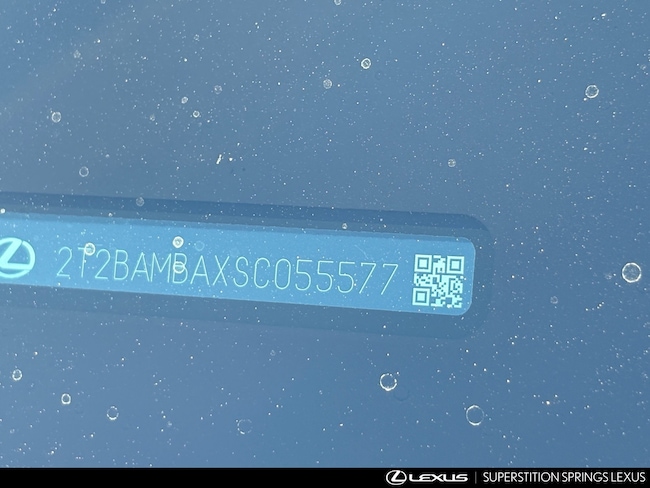 2T2BAMBAXSC055577
LEXUS | SUPERSTITION SPRINGS LEXUS